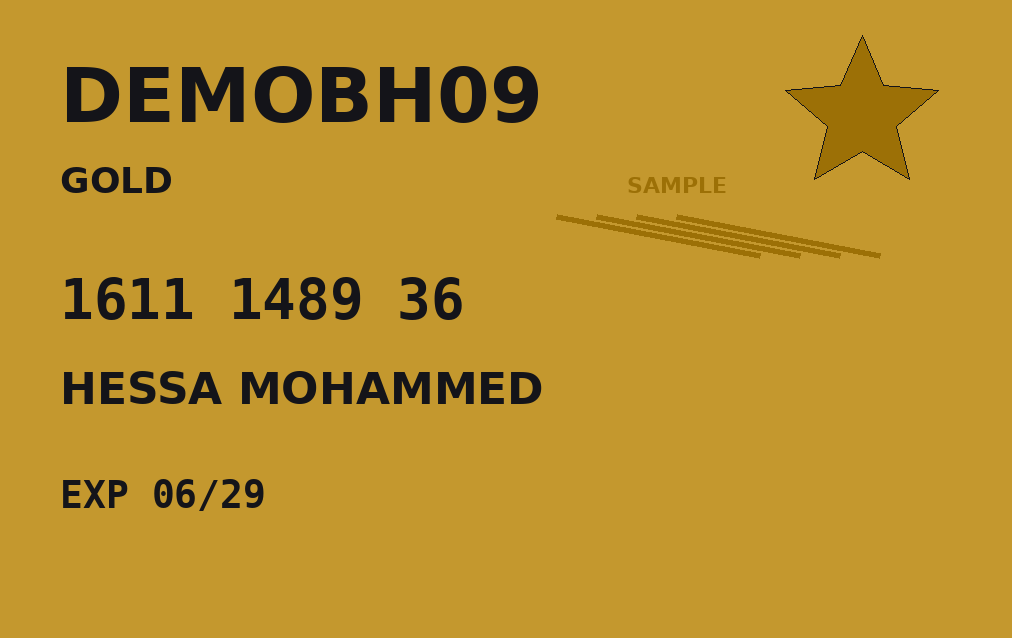 DEMOBH09
GOLD
SAMPLE
1611 1489 36
HESSA MOHAMMED
EXP 06/29